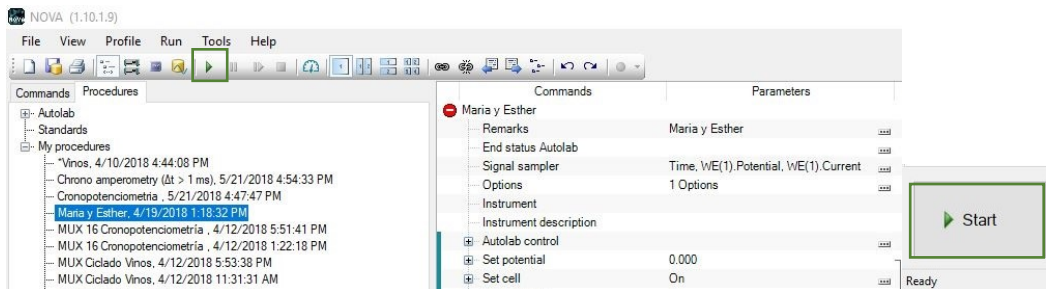 NOVA (1.10.1.9)
File View Profile Run Tools Help
Commands Procedures
Autolab
Standards
My procedures
*Vinos, 4/10/2018 4:44:08 PM
Chrono amperometry (Δt > 1 ms), 5/21/2018 4:54:33 PM
Cronopotenciometria , 5/21/2018 4:47:47 PM
Maria y Esther, 4/19/2018 1:18:32 PM
MUX 16 Cronopotenciometría , 4/12/2018 5:51:41 PM
MUX 16 Cronopotenciometría , 4/12/2018 1:22:18 PM
MUX Ciclado Vinos, 4/12/2018 5:53:38 PM
MUX Ciclado Vinos, 4/12/2018 11:31:31 AM
Commands Parameters
Maria y Esther
Remarks Maria y Esther
End status Autolab
Signal sampler Time, WE(1).Potential, WE(1).Current
Options 1 Options
Instrument
Instrument description
Autolab control
Set potential 0.000
Set cell On
Start
Ready